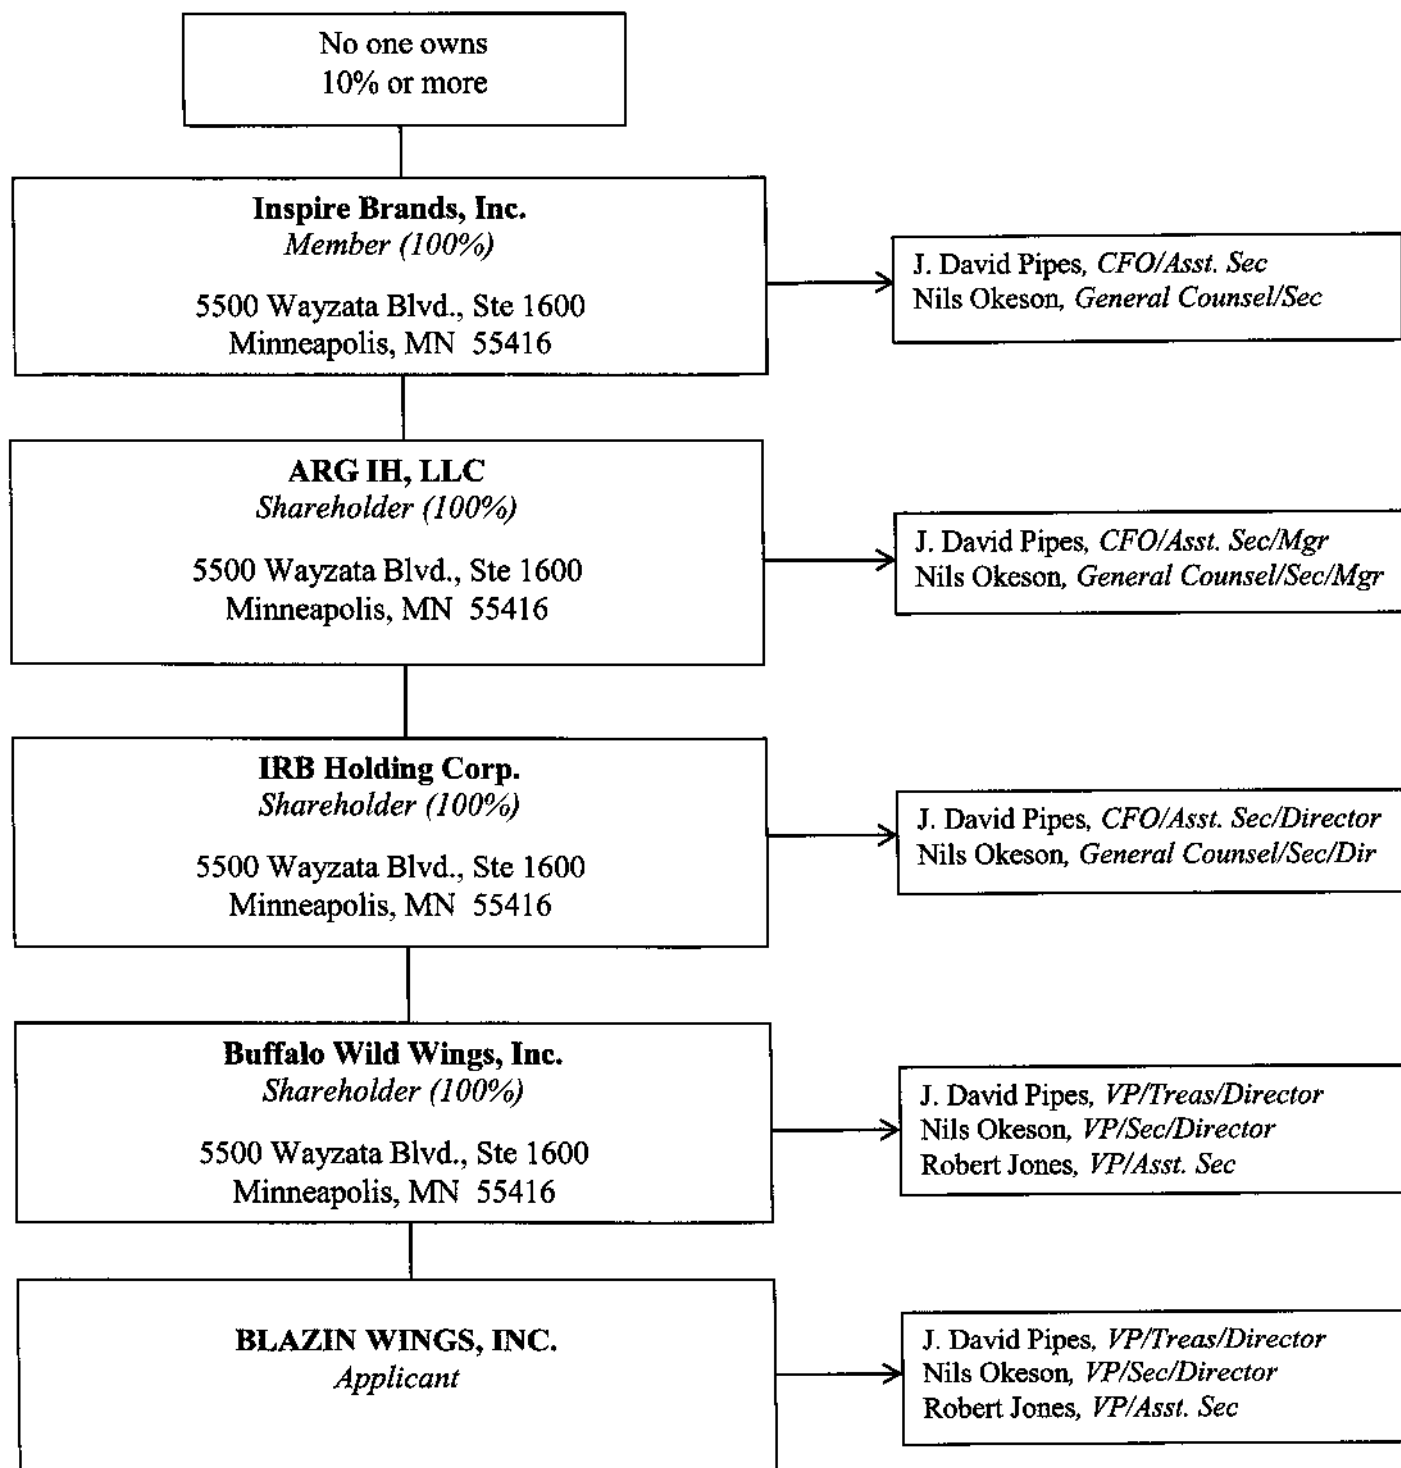 No one owns
10% or more
Inspire Brands, Inc.
Member (100%)
5500 Wayzata Blvd., Ste 1600
Minneapolis, MN 55416
J. David Pipes, CFO/Asst. Sec
Nils Okeson, General Counsel/Sec
ARG IH, LLC
Shareholder (100%)
5500 Wayzata Blvd., Ste 1600
Minneapolis, MN 55416
J. David Pipes, CFO/Asst. Sec/Mgr
Nils Okeson, General Counsel/Sec/Mgr
IRB Holding Corp.
Shareholder (100%)
5500 Wayzata Blvd., Ste 1600
Minneapolis, MN 55416
J. David Pipes, CFO/Asst. Sec/Director
Nils Okeson, General Counsel/Sec/Dir
Buffalo Wild Wings, Inc.
Shareholder (100%)
5500 Wayzata Blvd., Ste 1600
Minneapolis, MN 55416
J. David Pipes, VP/Treas/Director
Nils Okeson, VP/Sec/Director
Robert Jones, VP/Asst. Sec
BLAZIN WINGS, INC.
Applicant
J. David Pipes, VP/Treas/Director
Nils Okeson, VP/Sec/Director
Robert Jones, VP/Asst. Sec